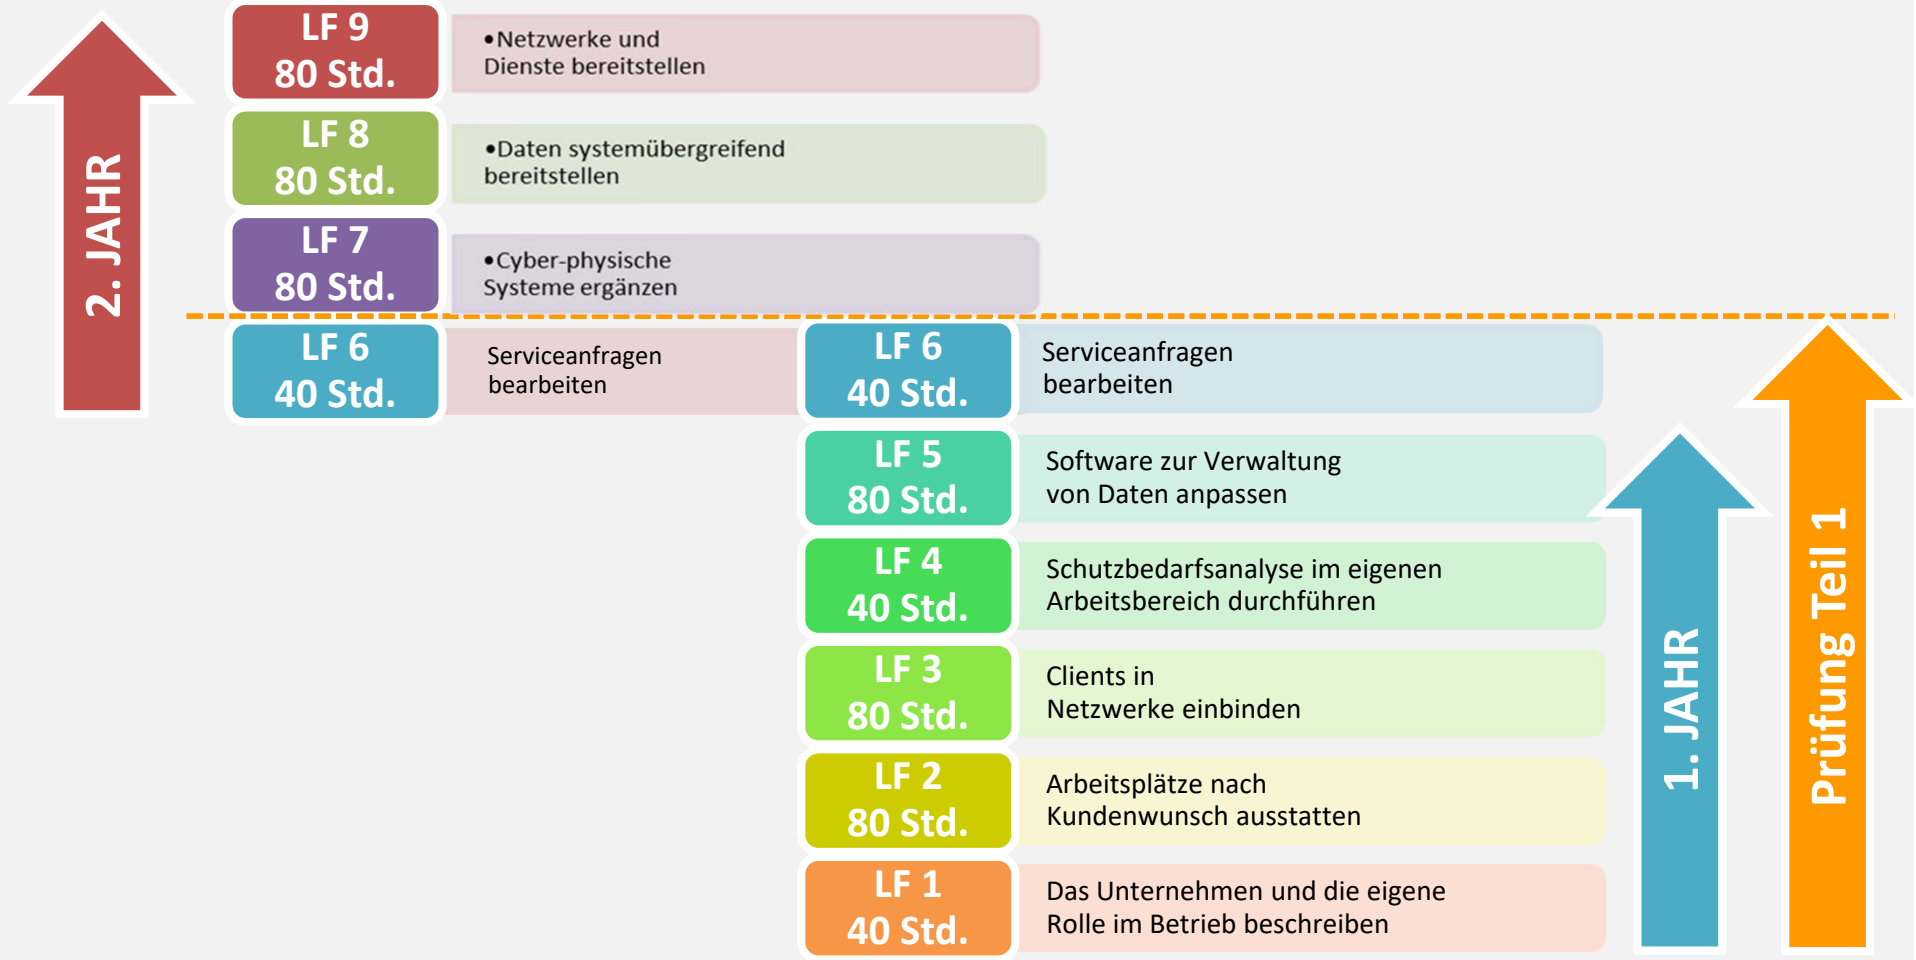 LF 9
80 Std.
•Netzwerke und
Dienste bereitstellen
LF 8
80 Std.
•Daten systemübergreifend
bereitstellen
LF 7
80 Std.
•Cyber-physische
Systeme ergänzen
2. JAHR
LF 6
40 Std.
Serviceanfragen
bearbeiten
LF 6
40 Std.
Serviceanfragen
bearbeiten
LF 5
80 Std.
Software zur Verwaltung
von Daten anpassen
LF 4
40 Std.
Schutzbedarfsanalyse im eigenen
Arbeitsbereich durchführen
LF 3
80 Std.
Clients in
Netzwerke einbinden
LF 2
80 Std.
Arbeitsplätze nach
Kundenwunsch ausstatten
LF 1
40 Std.
Das Unternehmen und die eigene
Rolle im Betrieb beschreiben
1. JAHR
Prüfung Teil 1